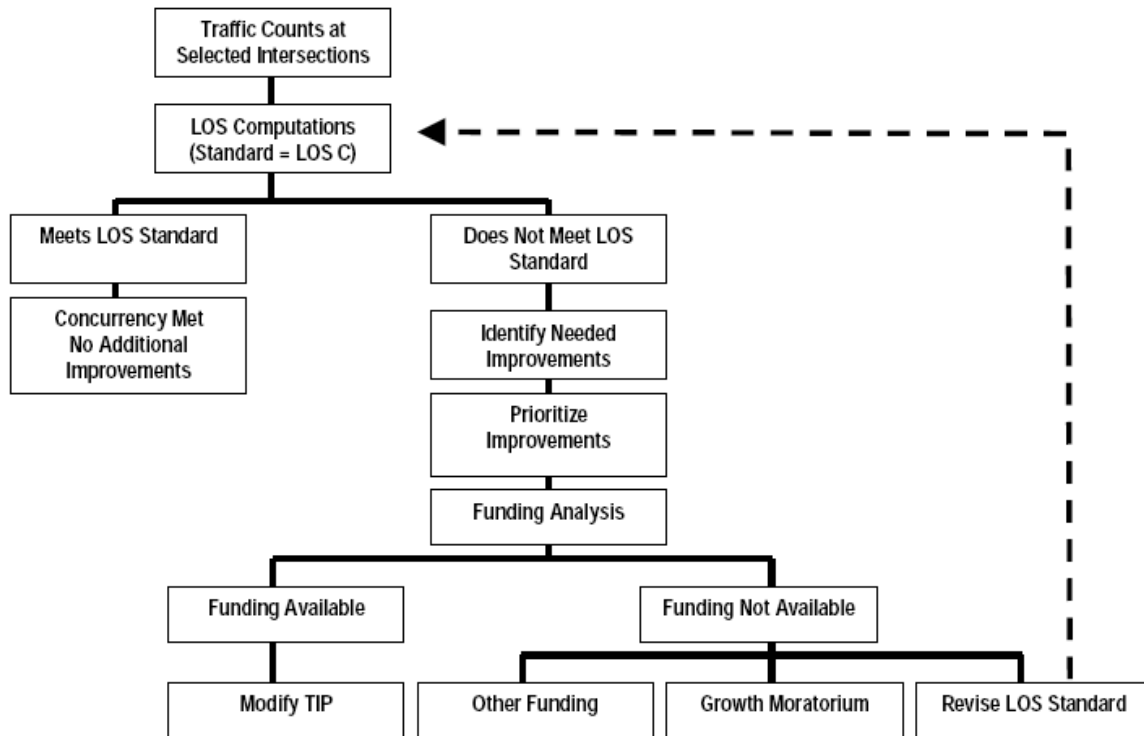 Traffic Counts at
Selected Intersections
LOS Computations
(Standard = LOS C)
Meets LOS Standard
Does Not Meet LOS
Standard
Concurrency Met
No Additional
Improvements
Identify Needed
Improvements
Prioritize
Improvements
Funding Analysis
Funding Available
Funding Not Available
Modify TIP
Other Funding
Growth Moratorium
Revise LOS Standard